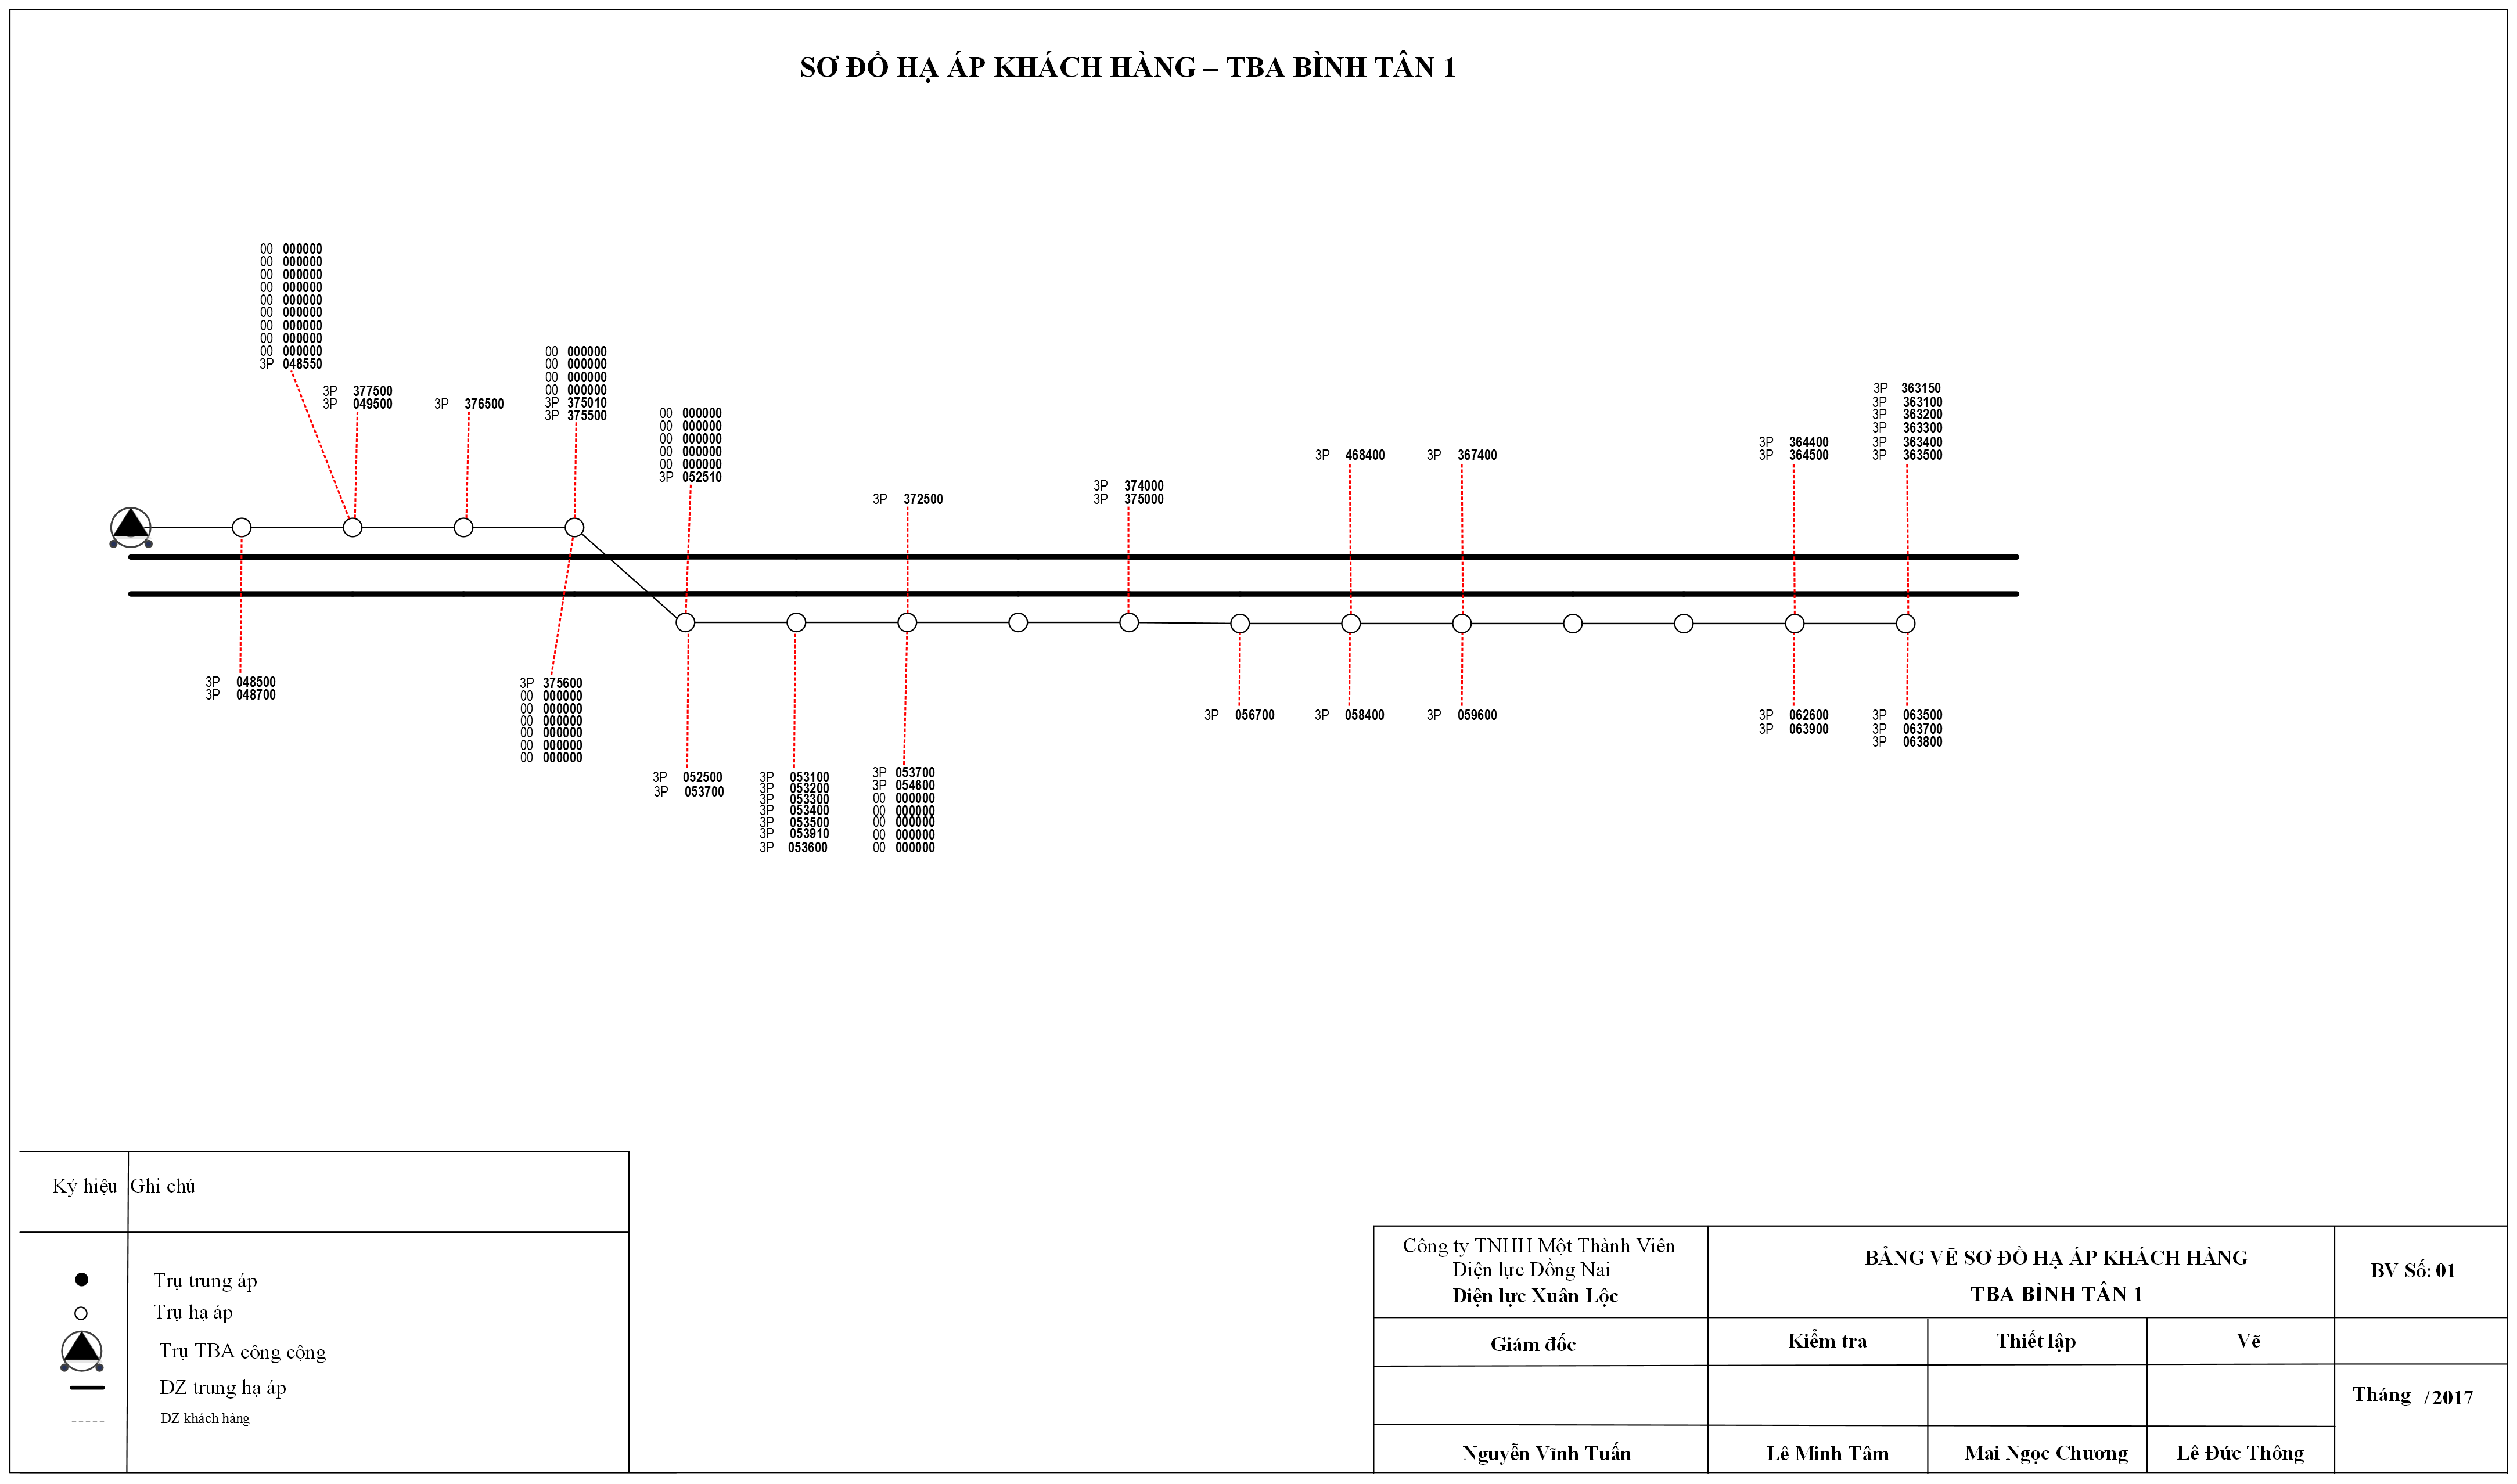 SƠ ĐỒ HẠ ÁP KHÁCH HÀNG – TBA BÌNH TÂN 1
00 000000
00 000000
00 000000
00 000000
00 000000
00 000000
00 000000
00 000000
00 000000
3P 048550
3P 377500
3P 049500
3P 376500
00 000000
00 000000
00 000000
00 000000
3P 375010
3P 375500
00 000000
00 000000
00 000000
00 000000
00 000000
3P 052510
3P 372500
3P 374000
3P 375000
3P 468400
3P 367400
3P 364400
3P 364500
3P 363150
3P 363100
3P 363200
3P 363300
3P 363400
3P 363500
3P 048500
3P 048700
3P 375600
00 000000
00 000000
00 000000
00 000000
00 000000
00 000000
3P 052500
3P 053700
3P 053100
3P 053200
3P 053300
3P 053400
3P 053500
3P 053910
3P 053600
3P 053700
3P 054600
00 000000
00 000000
00 000000
00 000000
00 000000
3P 056700
3P 058400
3P 059600
3P 062600
3P 063900
3P 063500
3P 063700
3P 063800
Ký hiệu Ghi chú
Trụ trung áp
Trụ hạ áp
Trụ TBA công cộng
DZ trung hạ áp
DZ khách hàng
Công ty TNHH Một Thành Viên
Điện lực Đồng Nai
Điện lực Xuân Lộc
BẢNG VẼ SƠ ĐỒ HẠ ÁP KHÁCH HÀNG
TBA BÌNH TÂN 1
BV Số: 01
Giám đốc
Kiểm tra
Thiết lập
Vẽ
Tháng /2017
Nguyễn Vĩnh Tuấn
Lê Minh Tâm
Mai Ngọc Chương
Lê Đức Thông